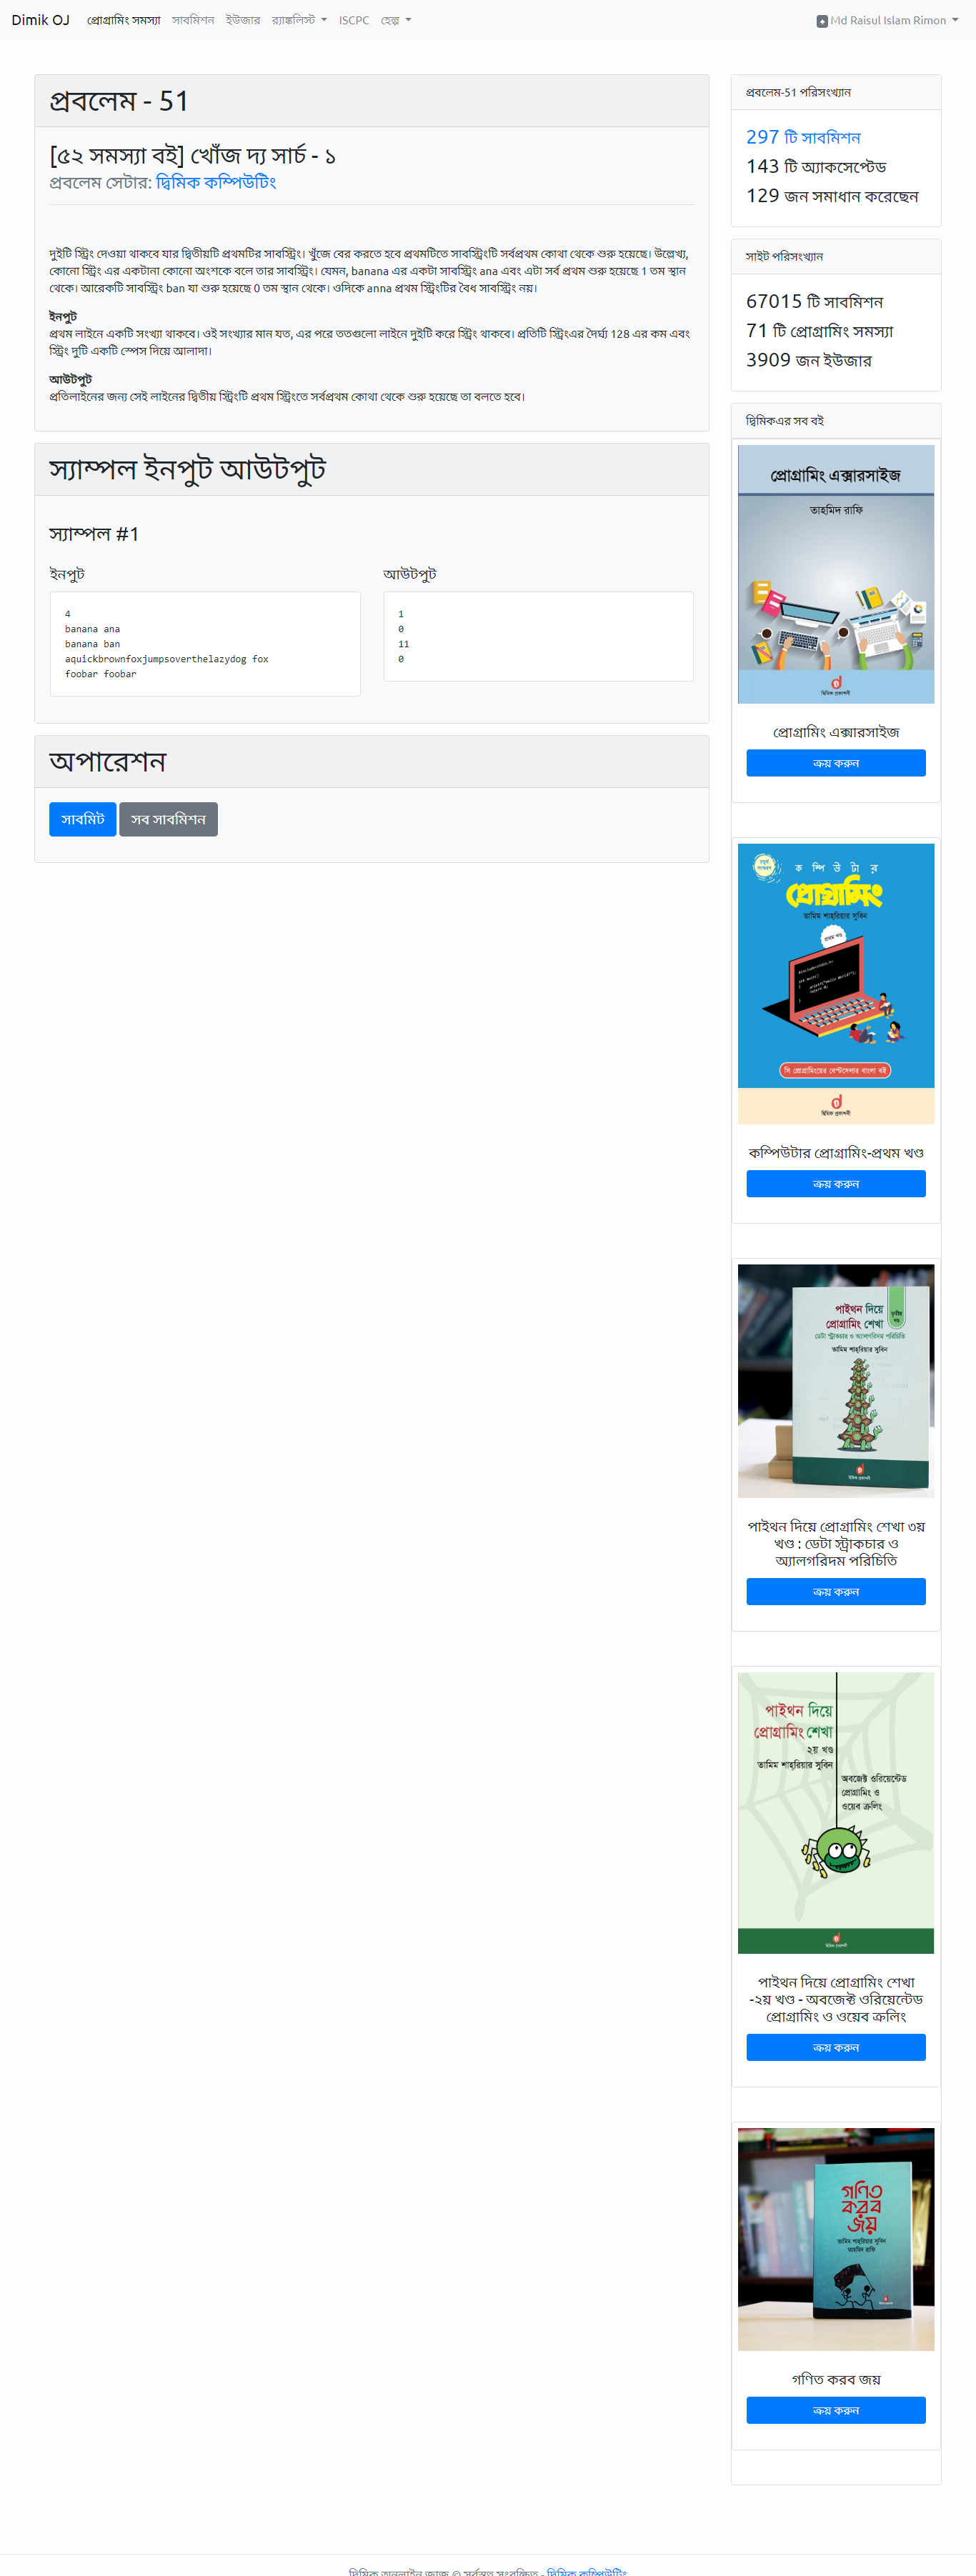 Dimik OJ প্রোগ্রামিং সমস্যা সাবমিশন ইউজার র‍্যাঙ্কলিস্ট ISCPC হেল্প Md Raisul Islam Rimon
প্রবলেম - 51
[৫২ সমস্যা বই] খোঁজ দ্য সার্চ - ১
প্রবলেম সেটার: দ্বিমিক কম্পিউটিং
দুইটি স্ট্রিং দেওয়া থাকবে যার দ্বিতীয়টি প্রথমটির সাবস্ট্রিং। খুঁজে বের করতে হবে প্রথমটিতে সাবস্ট্রিংটি সর্বপ্রথম কোথা থেকে শুরু হয়েছে। উল্লেখ্য,
কোনো স্ট্রিং এর একটানা কোনো অংশকে বলে তার সাবস্ট্রিং। যেমন, banana এর একটা সাবস্ট্রিং ana এবং এটা সর্ব প্রথম শুরু হয়েছে 1 তম স্থান
থেকে। আরেকটি সাবস্ট্রিং ban যা শুরু হয়েছে 0 তম স্থান থেকে। ওদিকে anna প্রথম স্ট্রিংটির বৈধ সাবস্ট্রিং নয়।
ইনপুট
প্রথম লাইনে একটি সংখ্যা থাকবে। ওই সংখ্যার মান যত, এর পরে ততগুলো লাইনে দুইটি করে স্ট্রিং থাকবে। প্রতিটি স্ট্রিংএর দৈর্ঘ্য 128 এর কম এবং
স্ট্রিং দুটি একটি স্পেস দিয়ে আলাদা।
আউটপুট
প্রতিলাইনের জন্য সেই লাইনের দ্বিতীয় স্ট্রিংটি প্রথম স্ট্রিংতে সর্বপ্রথম কোথা থেকে শুরু হয়েছে তা বলতে হবে।
স্যাম্পল ইনপুট আউটপুট
স্যাম্পল #1
ইনপুট
4
banana ana
banana ban
aquickbrownfoxjumpsoverthelazydog fox
foobar foobar
আউটপুট
1
0
11
0
অপারেশন
সাবমিট সব সাবমিশন
প্রবলেম-51 পরিসংখ্যান
297 টি সাবমিশন
143 টি অ্যাকসেপ্টেড
129 জন সমাধান করেছেন
সাইট পরিসংখ্যান
67015 টি সাবমিশন
71 টি প্রোগ্রামিং সমস্যা
3909 জন ইউজার
দ্বিমিকএর সব বই
প্রোগ্রামিং এক্সারসাইজ
তাহমিদ রাফি
দ্বিমিক প্রকাশনী
প্রোগ্রামিং এক্সারসাইজ
ক্রয় করুন
কম্পিউটার
প্রোগ্রামিং
তামিম শাহ্‌রিয়ার সুবিন
প্রথম খণ্ড
সি প্রোগ্রামিংয়ের বেস্টসেলার বাংলা বই
দ্বিমিক প্রকাশনী
কম্পিউটার প্রোগ্রামিং-প্রথম খণ্ড
ক্রয় করুন
পাইথন দিয়ে
প্রোগ্রামিং শেখা
তৃতীয় খণ্ড
ডেটা স্ট্রাকচার ও অ্যালগরিদম পরিচিতি
তামিম শাহ্‌রিয়ার সুবিন
দ্বিমিক প্রকাশনী
পাইথন দিয়ে প্রোগ্রামিং শেখা ৩য়
খণ্ড : ডেটা স্ট্রাকচার ও
অ্যালগরিদম পরিচিতি
ক্রয় করুন
পাইথন দিয়ে
প্রোগ্রামিং শেখা
২য় খণ্ড
তামিম শাহ্‌রিয়ার সুবিন
অবজেক্ট ওরিয়েন্টেড
প্রোগ্রামিং ও
ওয়েব ক্রলিং
পাইথন দিয়ে প্রোগ্রামিং শেখা
-২য় খণ্ড - অবজেক্ট ওরিয়েন্টেড
প্রোগ্রামিং ও ওয়েব ক্রলিং
ক্রয় করুন
গণিত
করব
জয়
তামিম শাহ্‌রিয়ার সুবিন
তাহমিদ রাফি
গণিত করব জয়
ক্রয় করুন
দ্বিমিক অনলাইন জাজ © সর্বস্বত্ব সংরক্ষিত - দ্বিমিক কম্পিউটিং